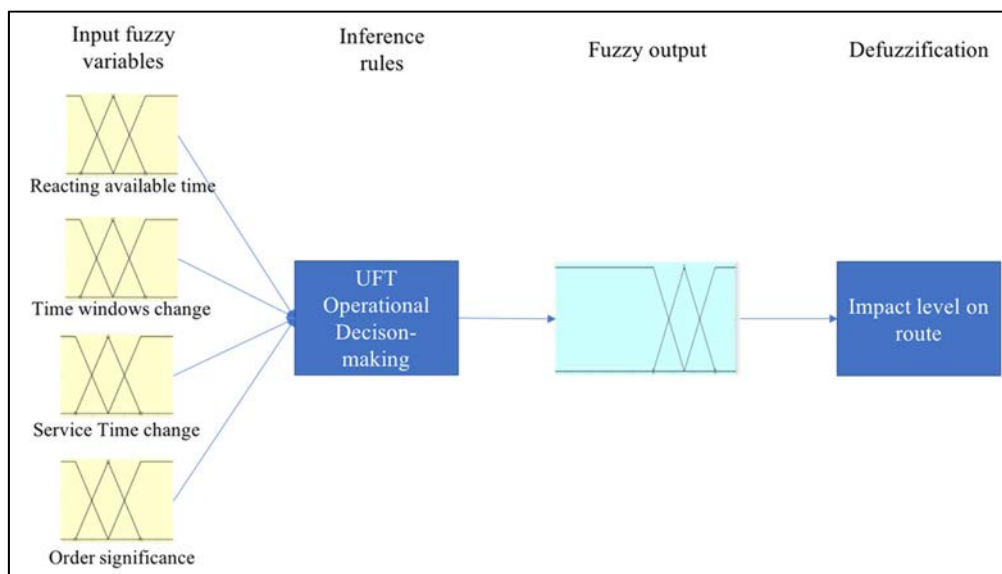 Input fuzzy
variables
Inference
rules
Fuzzy output
Defuzzification
Reacting available time
Time windows change
Service Time change
Order significance
UFT
Operational
Decison-
making
Impact level on
route